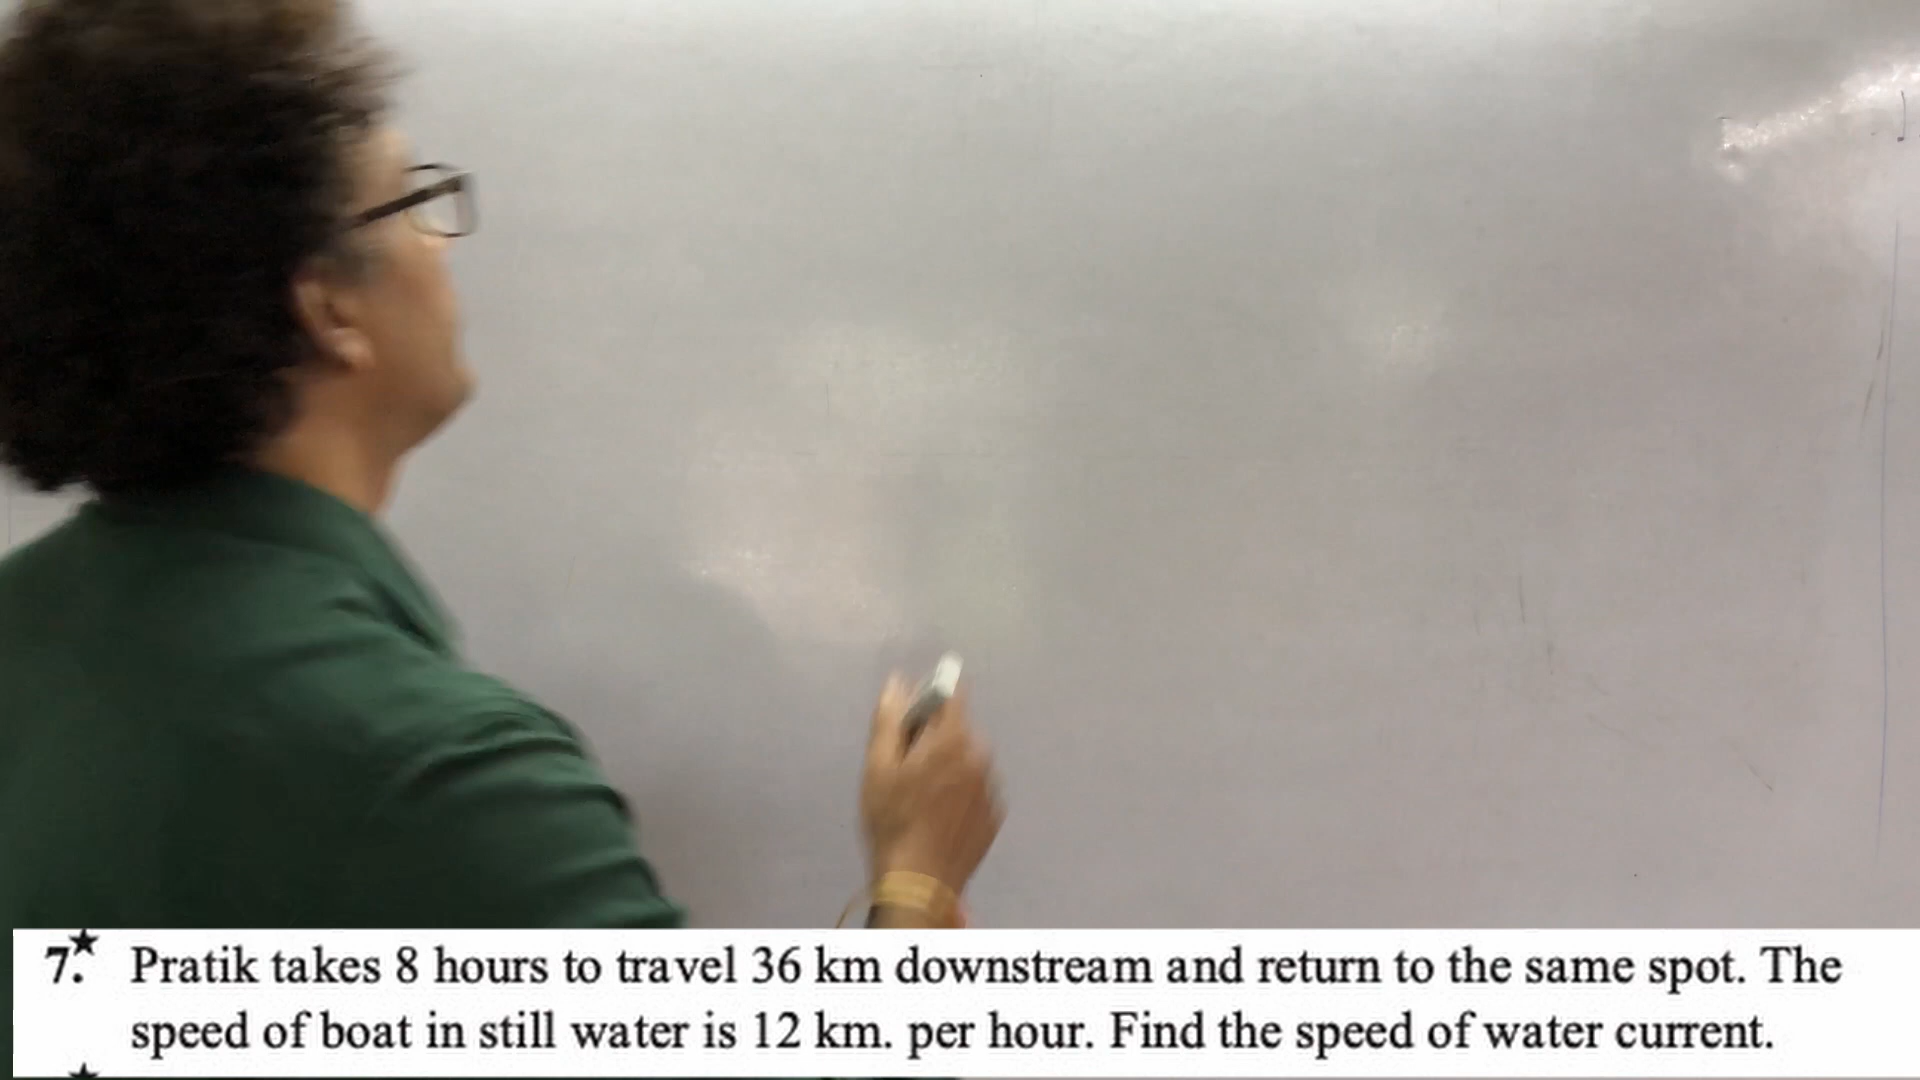 7.★ Pratik takes 8 hours to travel 36 km downstream and return to the same spot. The
speed of boat in still water is 12 km. per hour. Find the speed of water current.